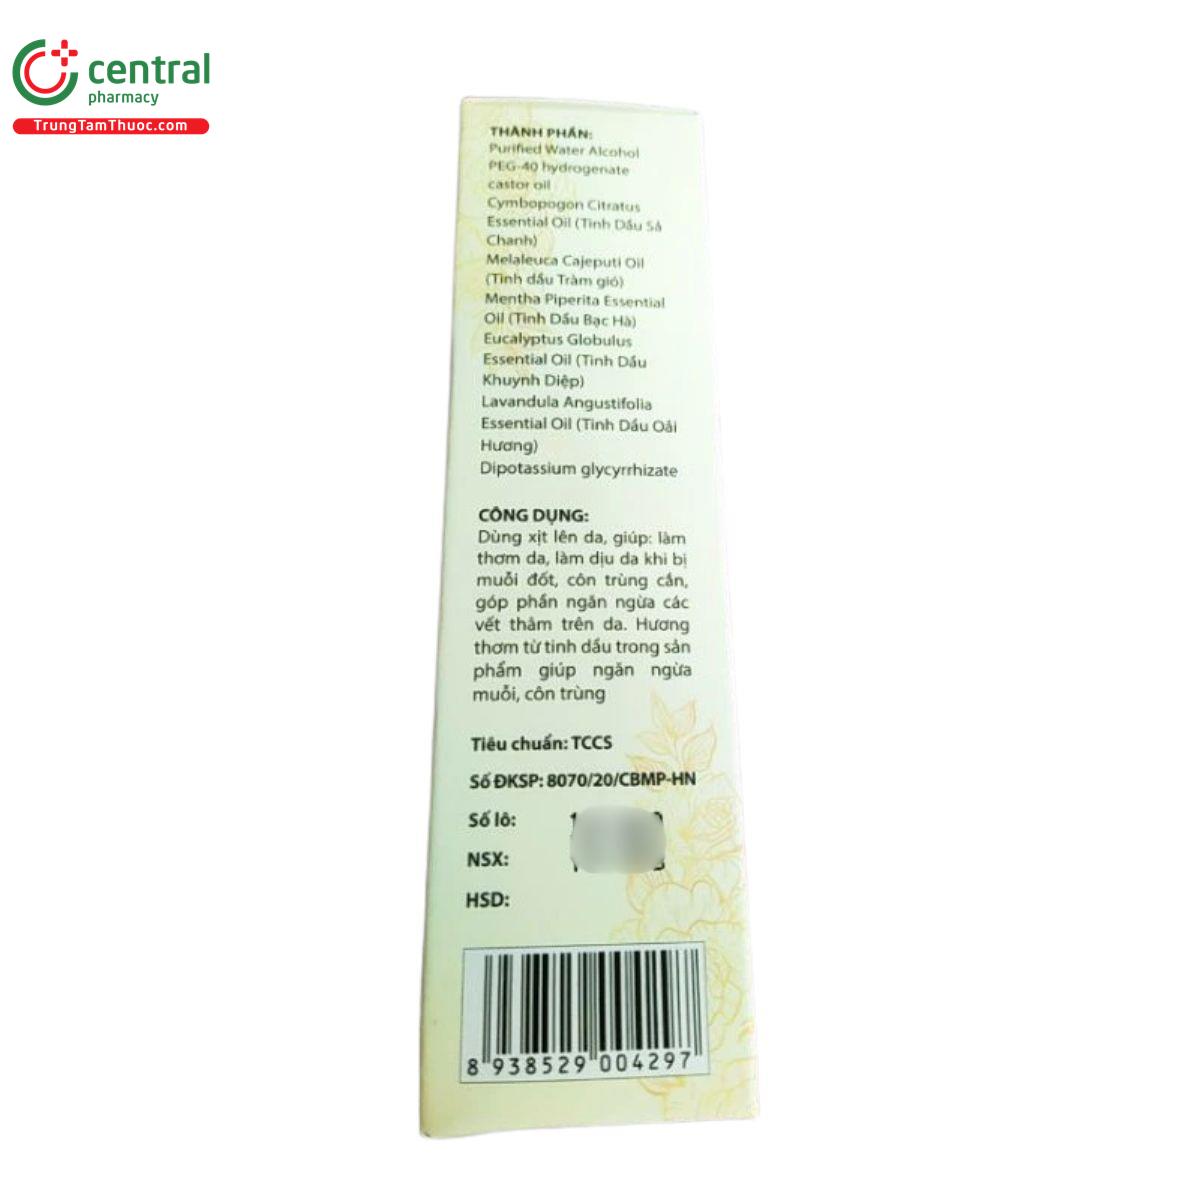 central
pharmacy
TrungTamThuoc.com
THÀNH PHẦN:
Purified Water Alcohol
PEG-40 hydrogenate
castor oil
Cymbopogon Citratus
Essential Oil (Tinh Dầu Sả
Chanh)
Melaleuca Cajeputi Oil
(Tinh dầu Tràm gió)
Mentha Piperita Essential
Oil (Tinh Dầu Bạc Hà)
Eucalyptus Globulus
Essential Oil (Tinh Dầu
Khuynh Diệp)
Lavandula Angustifolia
Essential Oil (Tinh Dầu Oải
Hương)
Dipotassium glycyrrhizate
CÔNG DỤNG:
Dùng xịt lên da, giúp: làm
thơm da, làm dịu da khi bị
muỗi đốt, côn trùng cắn,
góp phần ngăn ngừa các
vết thâm trên da. Hương
thơm từ tinh dầu trong sản
phẩm giúp ngăn ngừa
muỗi, côn trùng
Tiêu chuẩn: TCCS
Số ĐKSP: 8070/20/CBMP-HN
Số lô:
NSX:
HSD:
8 938529 004297